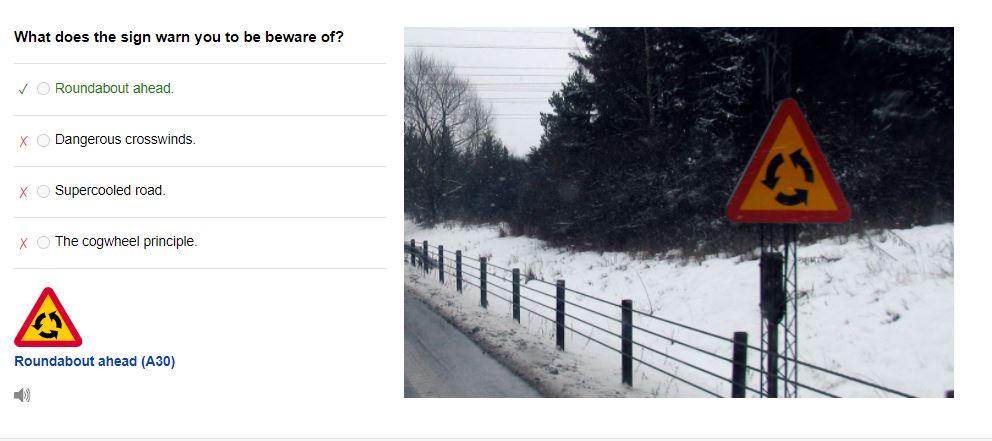 What does the sign warn you to be beware of?
Roundabout ahead.
Dangerous crosswinds.
Supercooled road.
The cogwheel principle.
Roundabout ahead (A30)